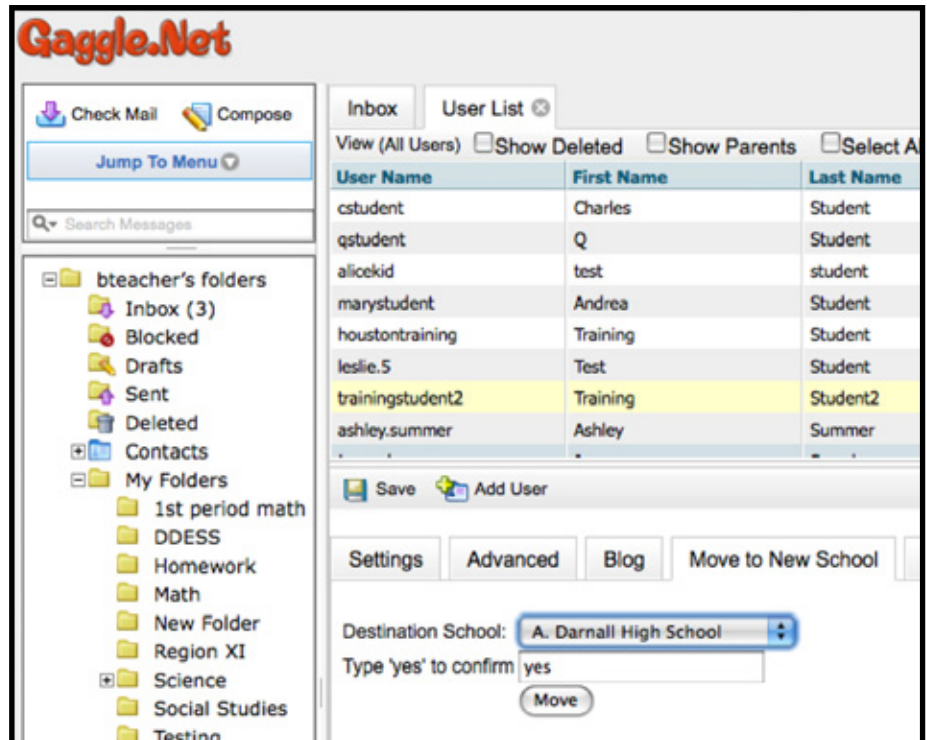 Gaggle.Net
Check Mail Compose
Jump To Menu
Search Messages
bteacher's folders
Inbox (3)
Blocked
Drafts
Sent
Deleted
Contacts
My Folders
1st period math
DDESS
Homework
Math
New Folder
Region XI
Science
Social Studies
Testing
Inbox User List
View (All Users) Show Deleted Show Parents Select A
User Name First Name Last Name
cstudent Charles Student
qstudent Q Student
alicekid test student
marystudent Andrea Student
houstontraining Training Student
leslie.5 Test Student
trainingstudent2 Training Student2
ashley.summer Ashley Summer
Save Add User
Settings Advanced Blog Move to New School
Destination School: A. Darnall High School
Type 'yes' to confirm yes
Move